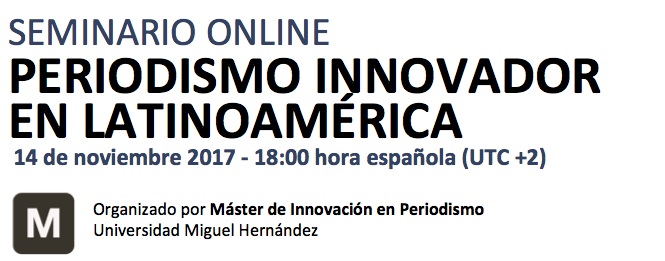 SEMINARIO ONLINE
PERIODISMO INNOVADOR
EN LATINOAMÉRICA
14 de noviembre 2017 - 18:00 hora española (UTC +2)
M
Organizado por Máster de Innovación en Periodismo
Universidad Miguel Hernández